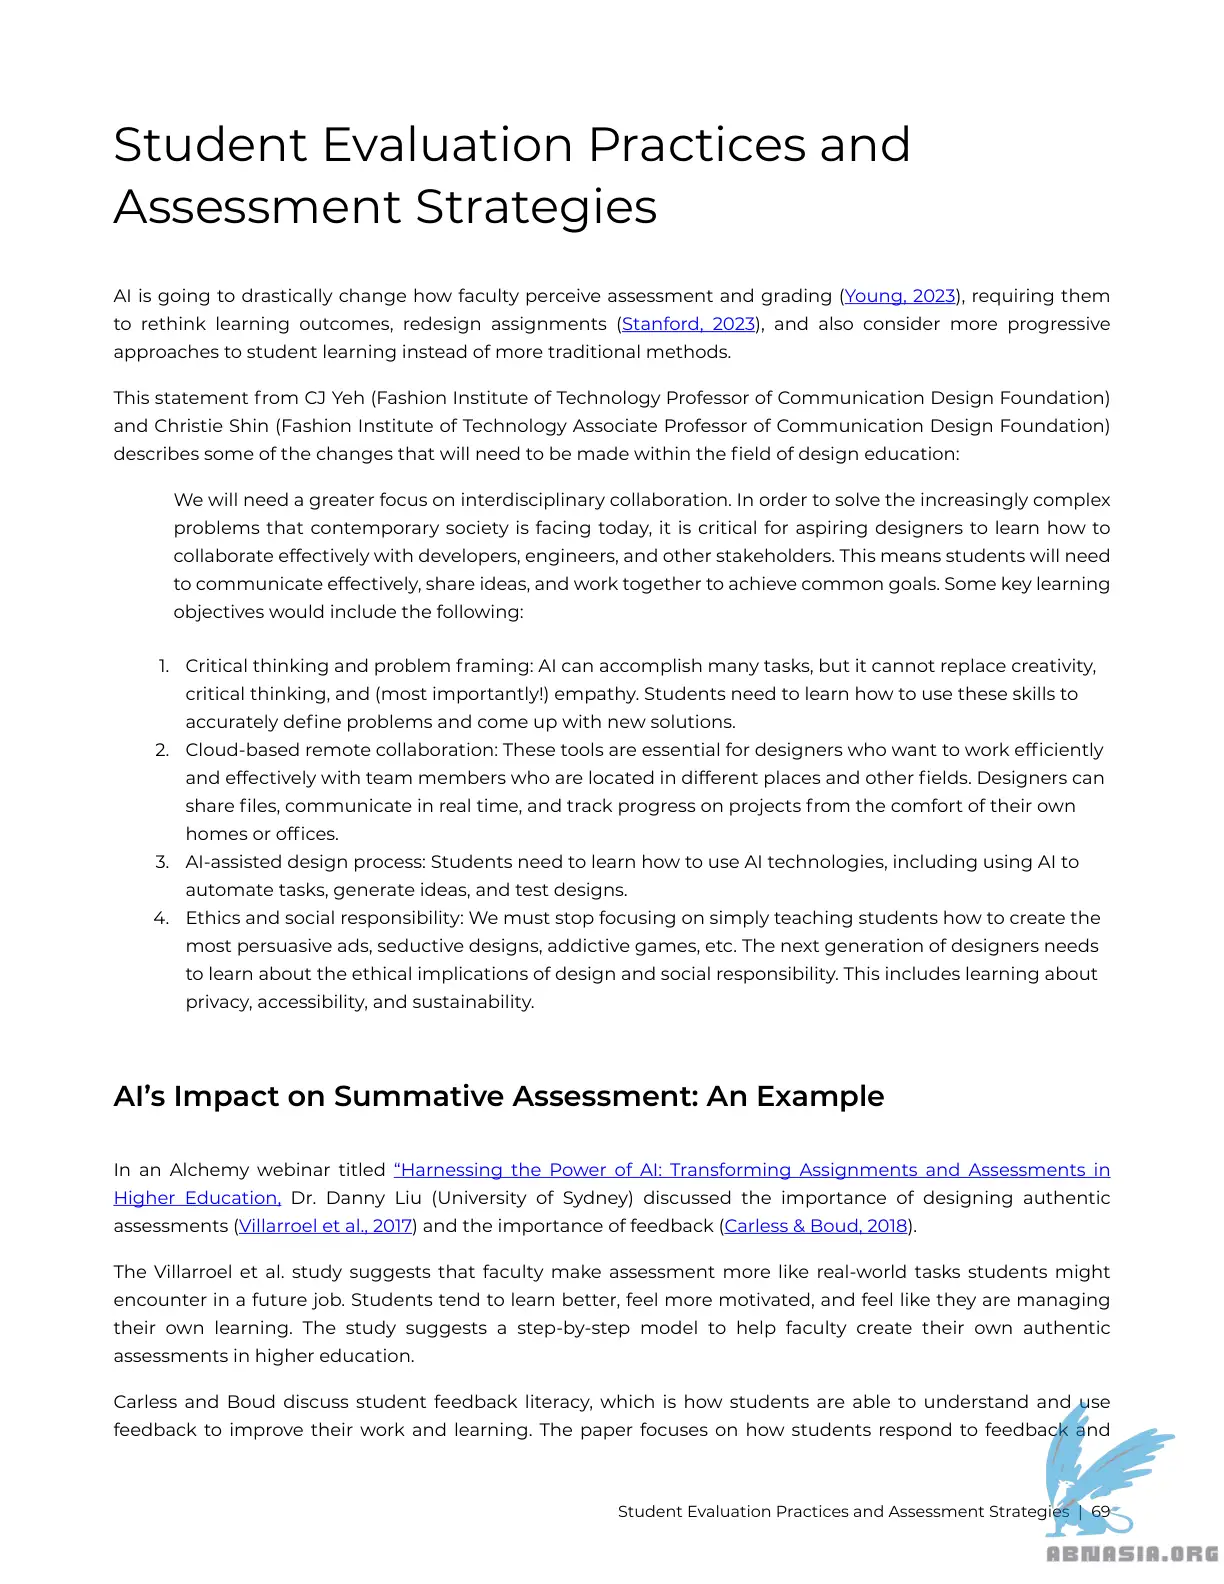 Student Evaluation Practices and
Assessment Strategies
AI is going to drastically change how faculty perceive assessment and grading (Young, 2023), requiring them
to rethink learning outcomes, redesign assignments (Stanford, 2023), and also consider more progressive
approaches to student learning instead of more traditional methods.
This statement from CJ Yeh (Fashion Institute of Technology Professor of Communication Design Foundation)
and Christie Shin (Fashion Institute of Technology Associate Professor of Communication Design Foundation)
describes some of the changes that will need to be made within the field of design education:
We will need a greater focus on interdisciplinary collaboration. In order to solve the increasingly complex
problems that contemporary society is facing today, it is critical for aspiring designers to learn how to
collaborate effectively with developers, engineers, and other stakeholders. This means students will need
to communicate effectively, share ideas, and work together to achieve common goals. Some key learning
objectives would include the following:
1. Critical thinking and problem framing: AI can accomplish many tasks, but it cannot replace creativity,
critical thinking, and (most importantly!) empathy. Students need to learn how to use these skills to
accurately define problems and come up with new solutions.
2. Cloud-based remote collaboration: These tools are essential for designers who want to work efficiently
and effectively with team members who are located in different places and other fields. Designers can
share files, communicate in real time, and track progress on projects from the comfort of their own
homes or offices.
3. AI-assisted design process: Students need to learn how to use AI technologies, including using AI to
automate tasks, generate ideas, and test designs.
4. Ethics and social responsibility: We must stop focusing on simply teaching students how to create the
most persuasive ads, seductive designs, addictive games, etc. The next generation of designers needs
to learn about the ethical implications of design and social responsibility. This includes learning about
privacy, accessibility, and sustainability.
AI’s Impact on Summative Assessment: An Example
In an Alchemy webinar titled “Harnessing the Power of AI: Transforming Assignments and Assessments in
Higher Education, Dr. Danny Liu (University of Sydney) discussed the importance of designing authentic
assessments (Villarroel et al., 2017) and the importance of feedback (Carless & Boud, 2018).
The Villarroel et al. study suggests that faculty make assessment more like real-world tasks students might
encounter in a future job. Students tend to learn better, feel more motivated, and feel like they are managing
their own learning. The study suggests a step-by-step model to help faculty create their own authentic
assessments in higher education.
Carless and Boud discuss student feedback literacy, which is how students are able to understand and use
feedback to improve their work and learning. The paper focuses on how students respond to feedback and
Student Evaluation Practices and Assessment Strategies | 69
ABNASIA.ORG